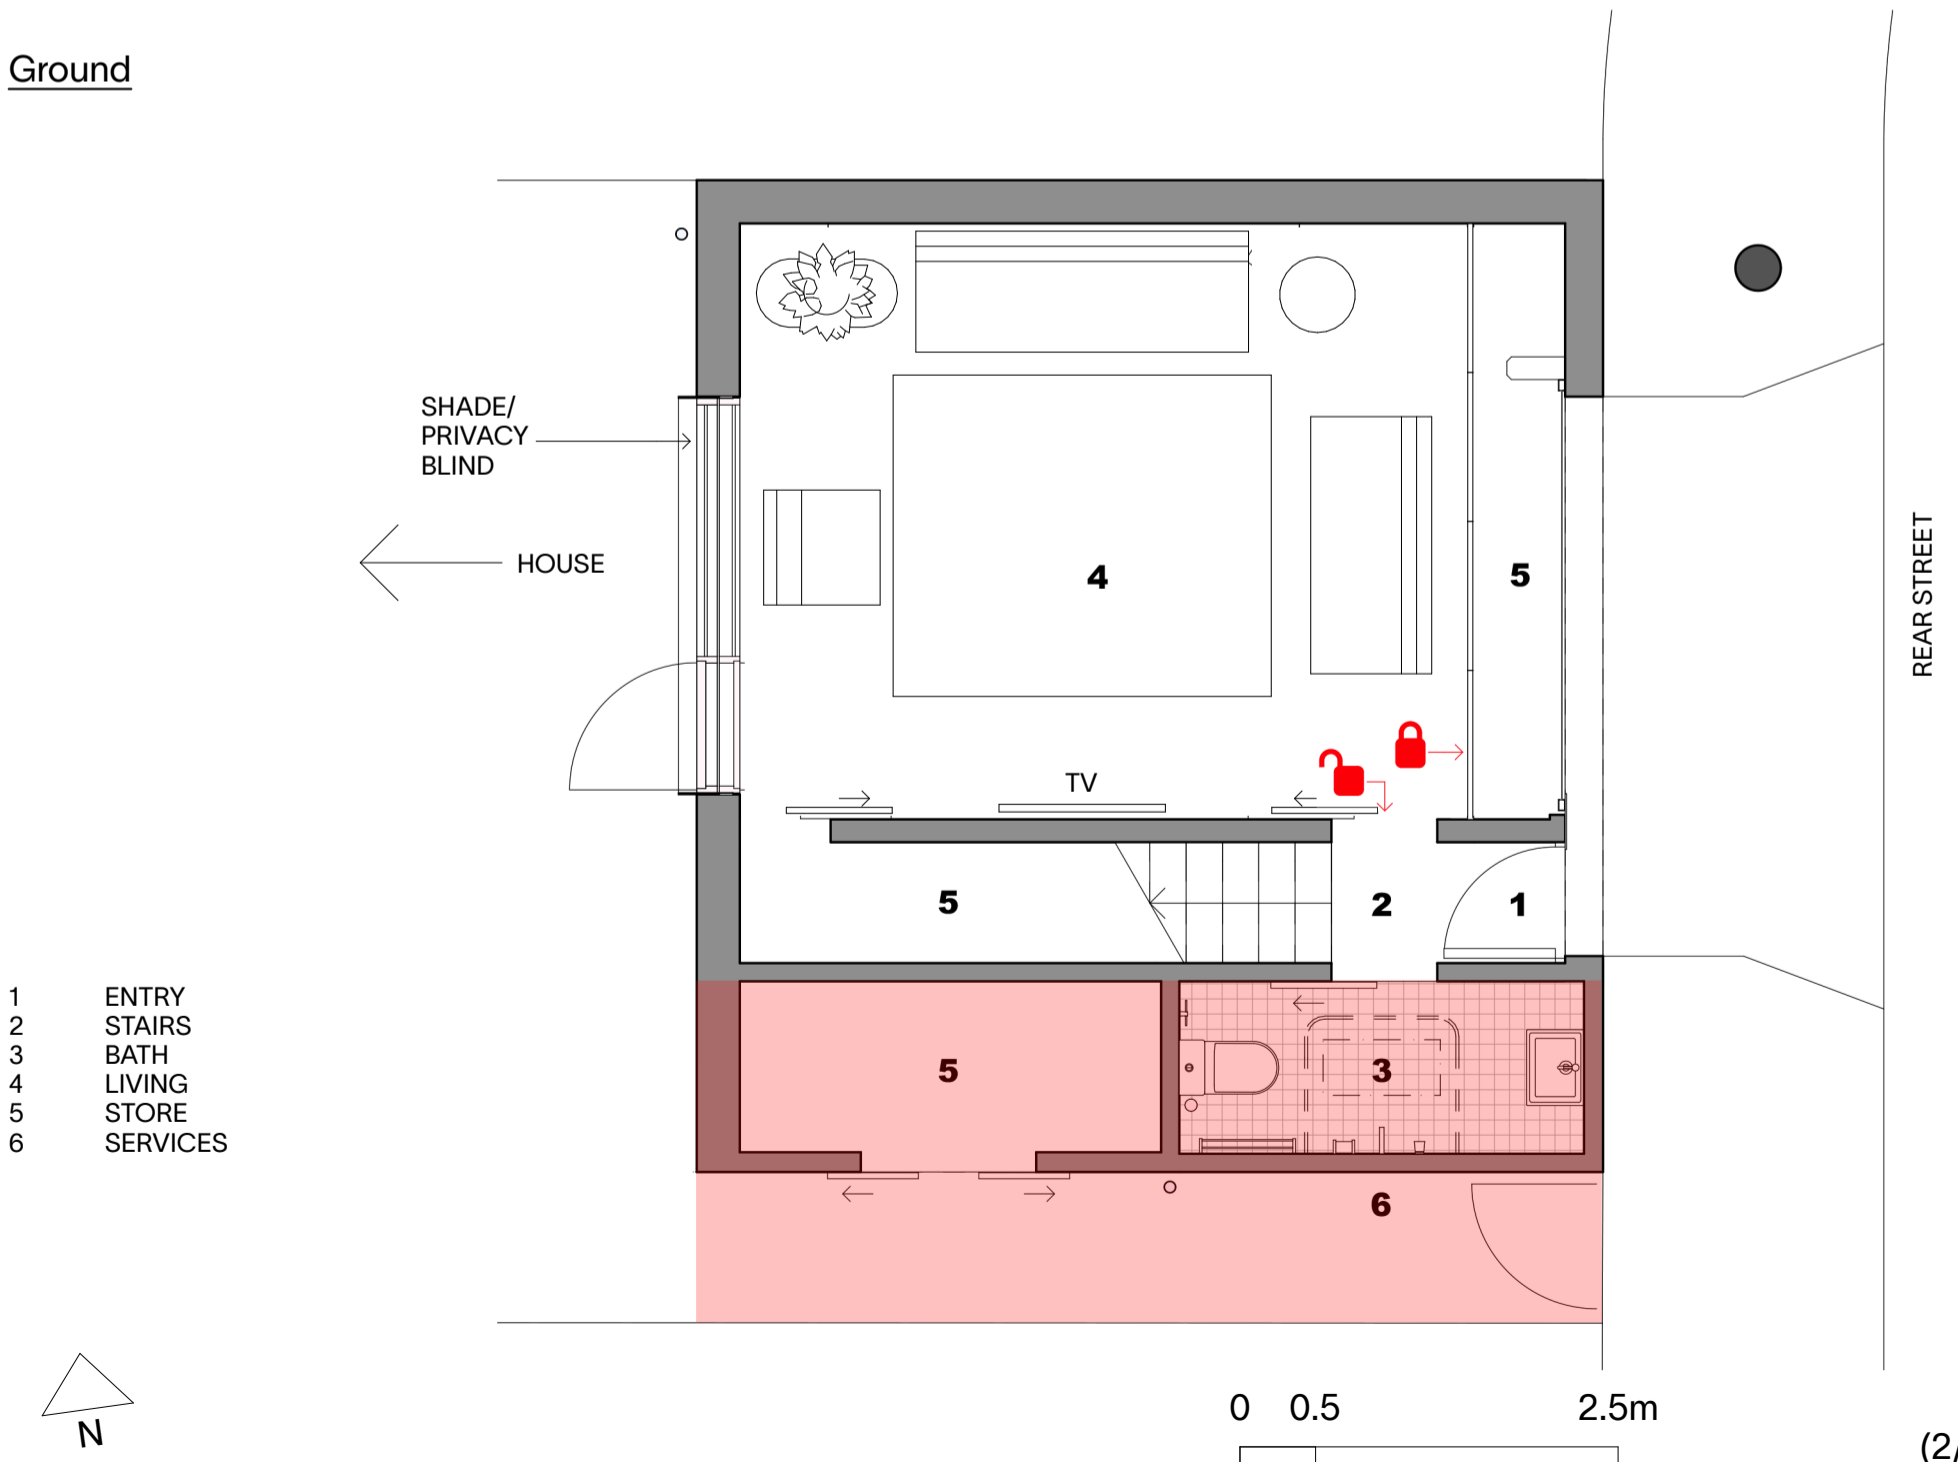 Ground
SHADE/
PRIVACY
BLIND
HOUSE
4
5
REAR STREET
TV
5
2
1
1 ENTRY
2 STAIRS
3 BATH
4 LIVING
5 STORE
6 SERVICES
5
3
6
N
0 0.5 2.5m
(2/